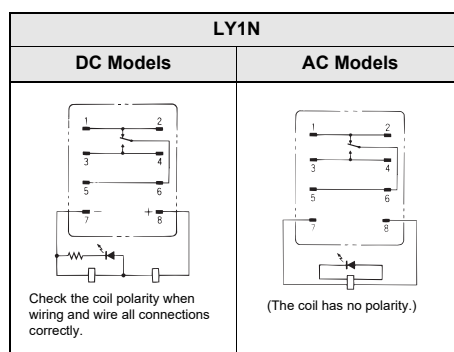 LY1N
DC Models
AC Models
1 2
3 4
5 6
− +
7 8
Check the coil polarity when
wiring and wire all connections
correctly.
1 2
3 4
5 6
7 8
(The coil has no polarity.)